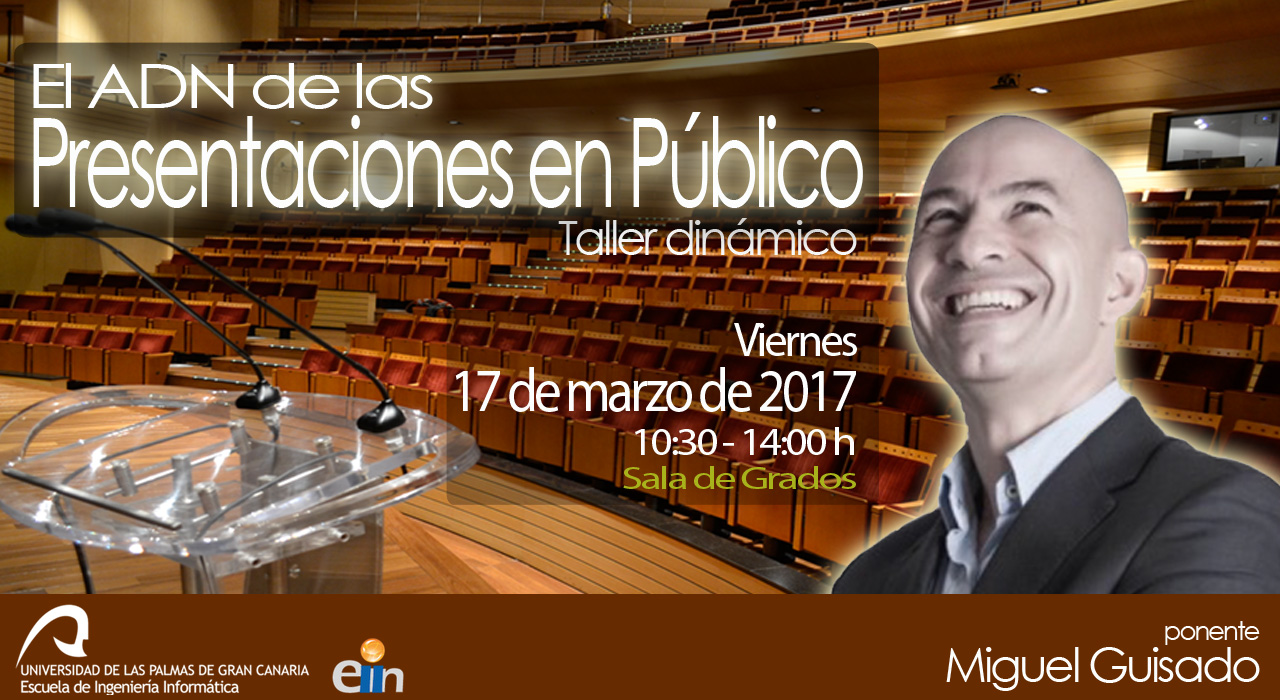 El ADN de las
Presentaciones en Público
Taller dinámico
Viernes
17 de marzo de 2017
10:30 - 14:00 h
Sala de Grados
UNIVERSIDAD DE LAS PALMAS DE GRAN CANARIA
Escuela de Ingeniería Informática
eiin
ponente
Miguel Guisado